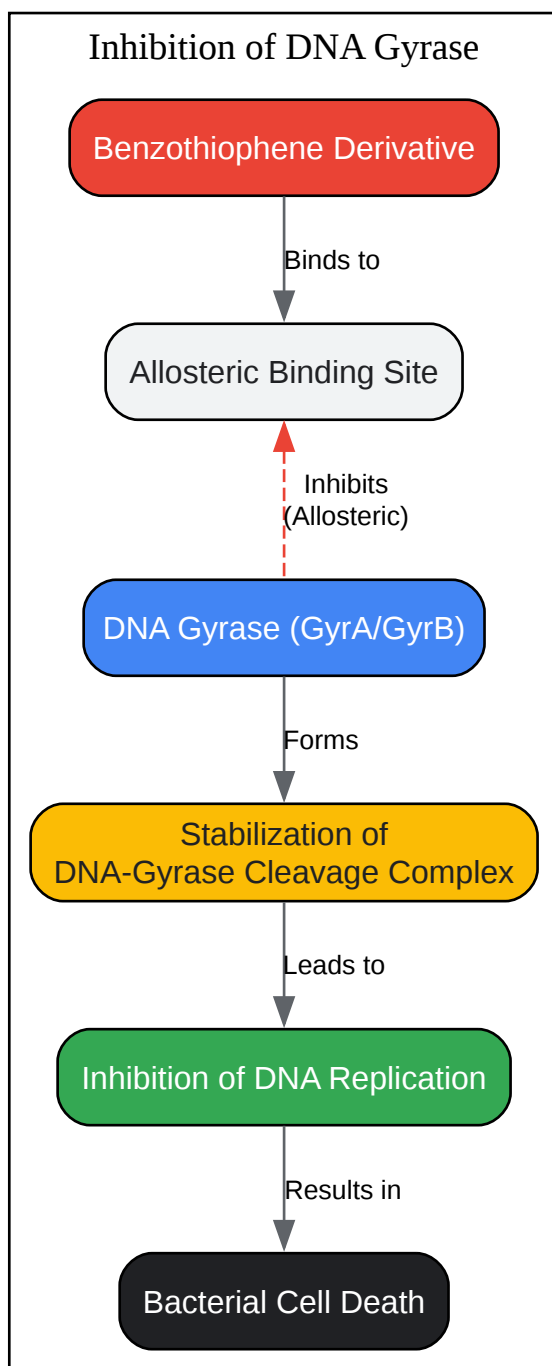 Inhibition of DNA Gyrase
Benzothiophene Derivative
Binds to
Allosteric Binding Site
Inhibits
(Allosteric)
DNA Gyrase (GyrA/GyrB)
Forms
Stabilization of
DNA-Gyrase Cleavage Complex
Leads to
Inhibition of DNA Replication
Results in
Bacterial Cell Death